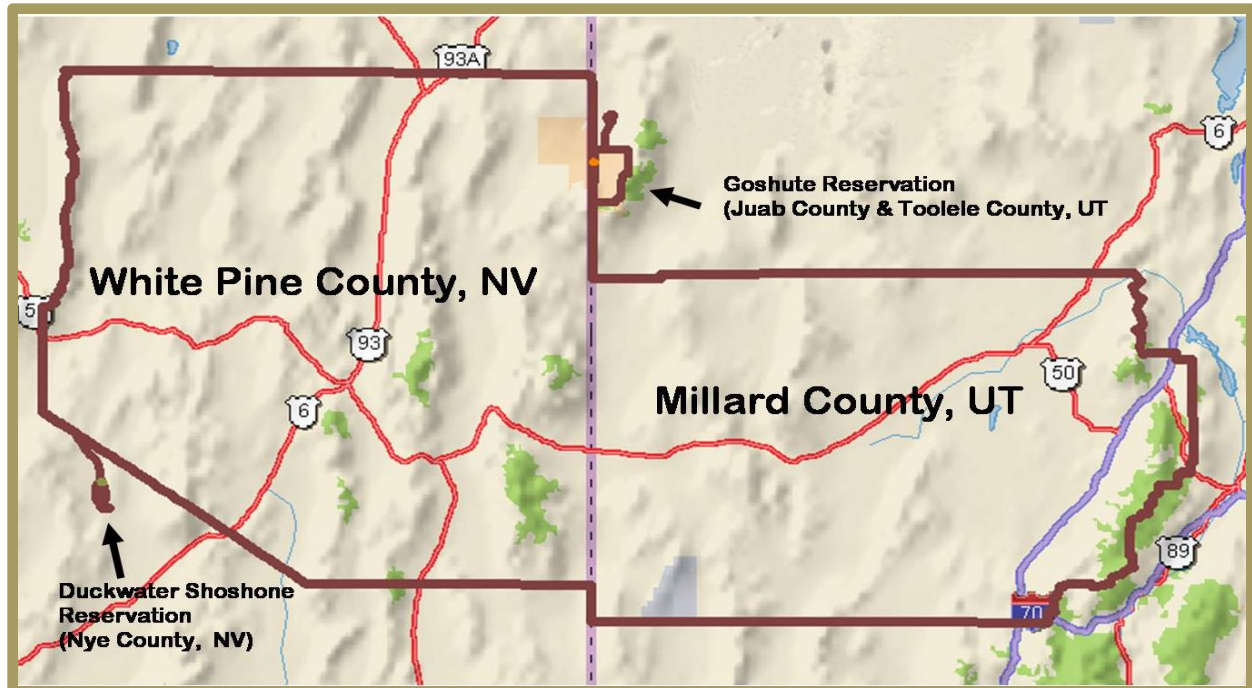 93A
6
Goshute Reservation
(Juab County & Toolele County, UT
White Pine County, NV
5
93
50
Millard County, UT
6
89
Duckwater Shoshone
Reservation
(Nye County,  NV)
70